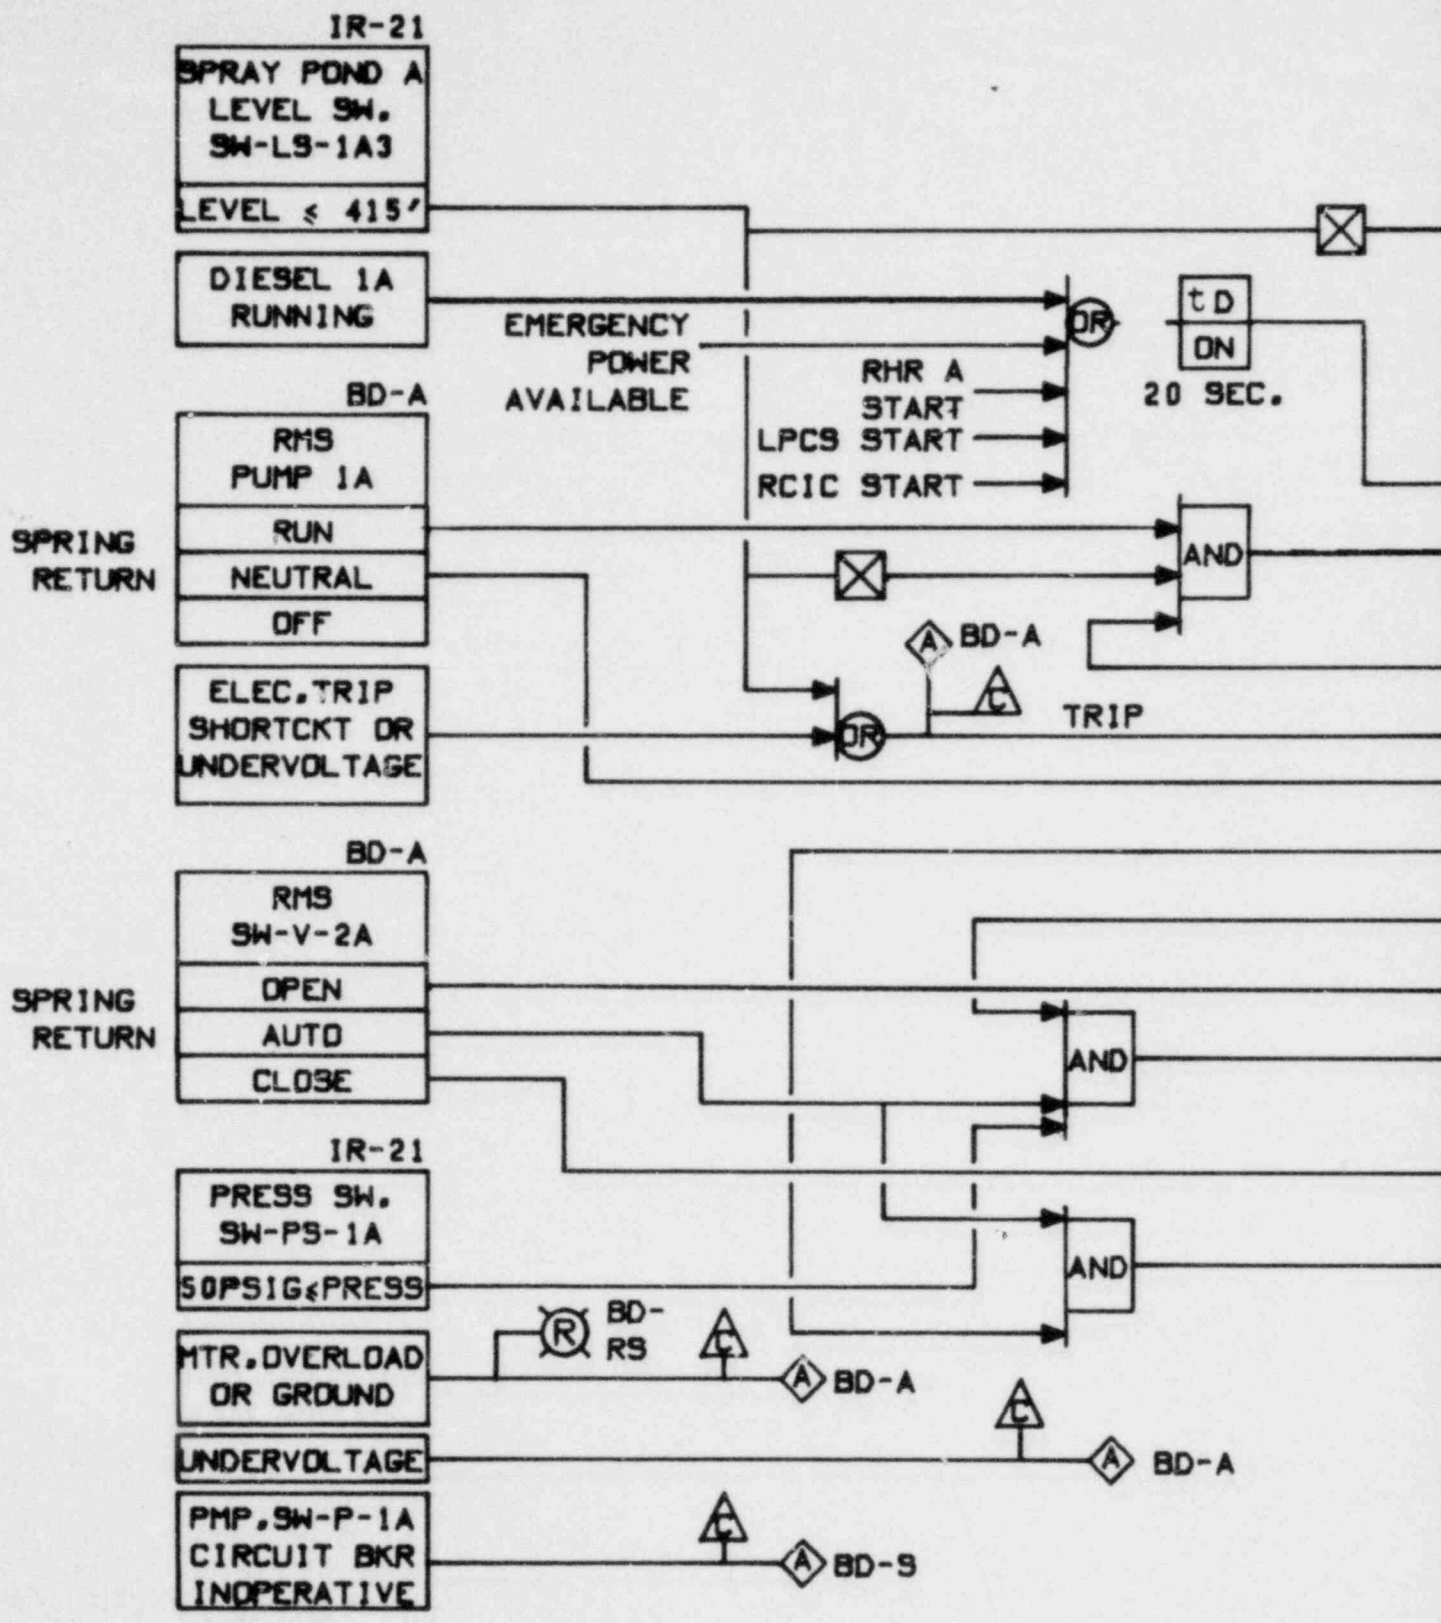 IR-21
SPRAY POND A
LEVEL SW.
SW-LS-1A3
LEVEL ≤ 415'
DIESEL 1A
RUNNING
EMERGENCY
POWER
AVAILABLE
RHR A
START
LPCS START
RCIC START
OR
tD
ON
20 SEC.
BD-A
RMS
PUMP 1A
RUN
NEUTRAL
OFF
SPRING
RETURN
AND
A BD-A
C
TRIP
ELEC.TRIP
SHORTCKT OR
UNDERVOLTAGE
OR
BD-A
RMS
SW-V-2A
OPEN
AUTO
CLOSE
SPRING
RETURN
AND
IR-21
PRESS SW.
SW-PS-1A
50PSIG≤PRESS
AND
MTR.OVERLOAD
OR GROUND
R
BD-
RS
C
A BD-A
UNDERVOLTAGE
C
A BD-A
PMP.SW-P-1A
CIRCUIT BKR
INOPERATIVE
C
A BD-S